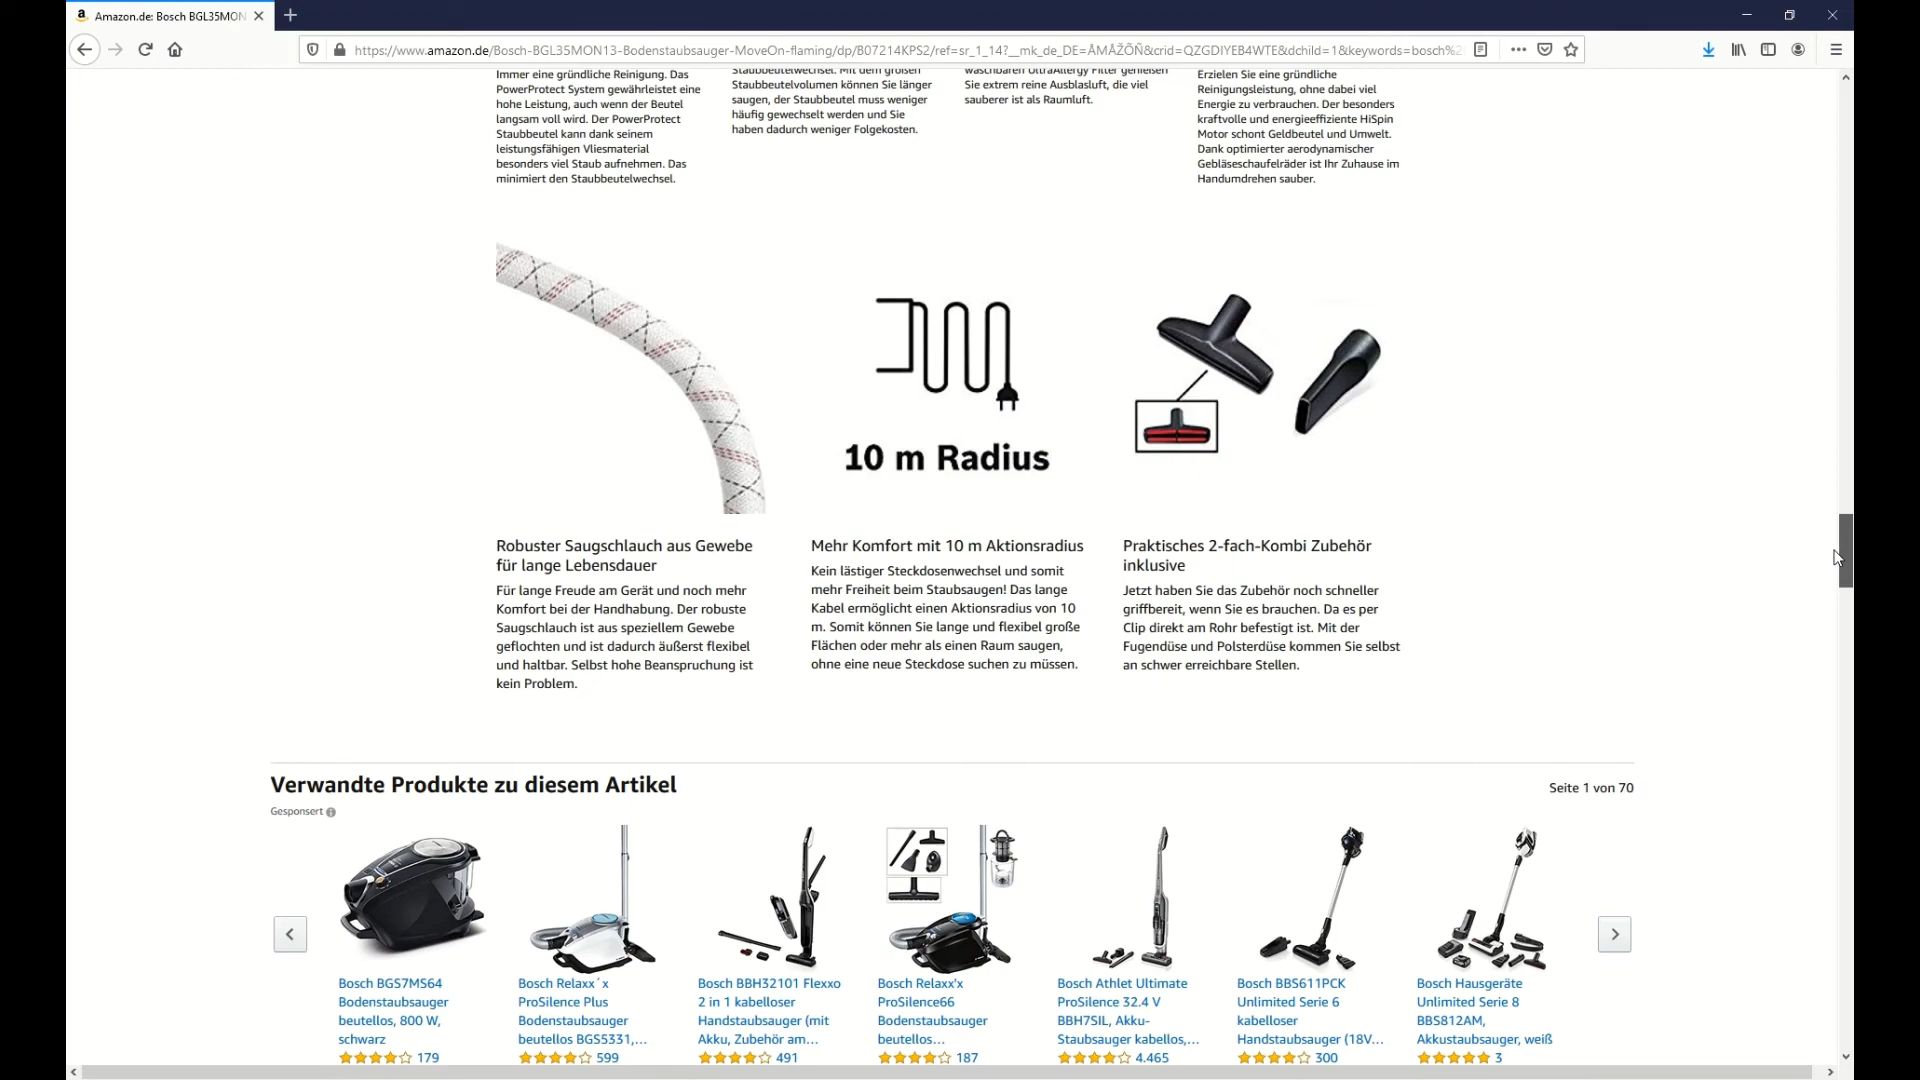 Amazon.de: Bosch BGL35MON
https://www.amazon.de/Bosch-BGL35MON13-Bodenstaubsauger-MoveOn-flaming/dp/B07214KPS2/ref=sr_1_14?__mk_de_DE=ÅMÅŽÕÑ&crid=QZGDIYEB4WTE&dchild=1&keywords=bosch%2
Immer eine gründliche Reinigung. Das
PowerProtect System gewährleistet eine
hohe Leistung, auch wenn der Beutel
langsam voll wird. Der PowerProtect
Staubbeutel kann dank seinem
leistungsfähigen Vliesmaterial
besonders viel Staub aufnehmen. Das
minimiert den Staubbeutelwechsel.
Staubbeutelwechsel. Mit dem großen
Staubbeutelvolumen können Sie länger
saugen, der Staubbeutel muss weniger
häufig gewechselt werden und Sie
haben dadurch weniger Folgekosten.
waschbaren UltraAllergy Filter genießen
Sie extrem reine Ausblasluft, die viel
sauberer ist als Raumluft.
Erzielen Sie eine gründliche
Reinigungsleistung, ohne dabei viel
Energie zu verbrauchen. Der besonders
kraftvolle und energieeffiziente HiSpin
Motor schont Geldbeutel und Umwelt.
Dank optimierter aerodynamischer
Gebläseschaufelräder ist Ihr Zuhause im
Handumdrehen sauber.
10 m Radius
Robuster Saugschlauch aus Gewebe
für lange Lebensdauer
Für lange Freude am Gerät und noch mehr
Komfort bei der Handhabung. Der robuste
Saugschlauch ist aus speziellem Gewebe
geflochten und ist dadurch äußerst flexibel
und haltbar. Selbst hohe Beanspruchung ist
kein Problem.
Mehr Komfort mit 10 m Aktionsradius
Kein lästiger Steckdosenwechsel und somit
mehr Freiheit beim Staubsaugen! Das lange
Kabel ermöglicht einen Aktionsradius von 10
m. Somit können Sie lange und flexibel große
Flächen oder mehr als einen Raum saugen,
ohne eine neue Steckdose suchen zu müssen.
Praktisches 2-fach-Kombi Zubehör
inklusive
Jetzt haben Sie das Zubehör noch schneller
griffbereit, wenn Sie es brauchen. Da es per
Clip direkt am Rohr befestigt ist. Mit der
Fugendüse und Polsterdüse kommen Sie selbst
an schwer erreichbare Stellen.
Verwandte Produkte zu diesem Artikel
Seite 1 von 70
Gesponsert
Bosch BGS7MS64
Bodenstaubsauger
beutellos, 800 W,
schwarz
179
Bosch Relaxx´x
ProSilence Plus
Bodenstaubsauger
beutellos BGS5331,...
599
Bosch BBH32101 Flexxo
2 in 1 kabelloser
Handstaubsauger (mit
Akku, Zubehör am...
491
Bosch Relaxx'x
ProSilence66
Bodenstaubsauger
beutellos...
187
Bosch Athlet Ultimate
ProSilence 32.4 V
BBH7SIL, Akku-
Staubsauger kabellos,...
4.465
Bosch BBS611PCK
Unlimited Serie 6
kabelloser
Handstaubsauger (18V...
300
Bosch Hausgeräte
Unlimited Serie 8
BBS812AM,
Akkustaubsauger, weiß
3